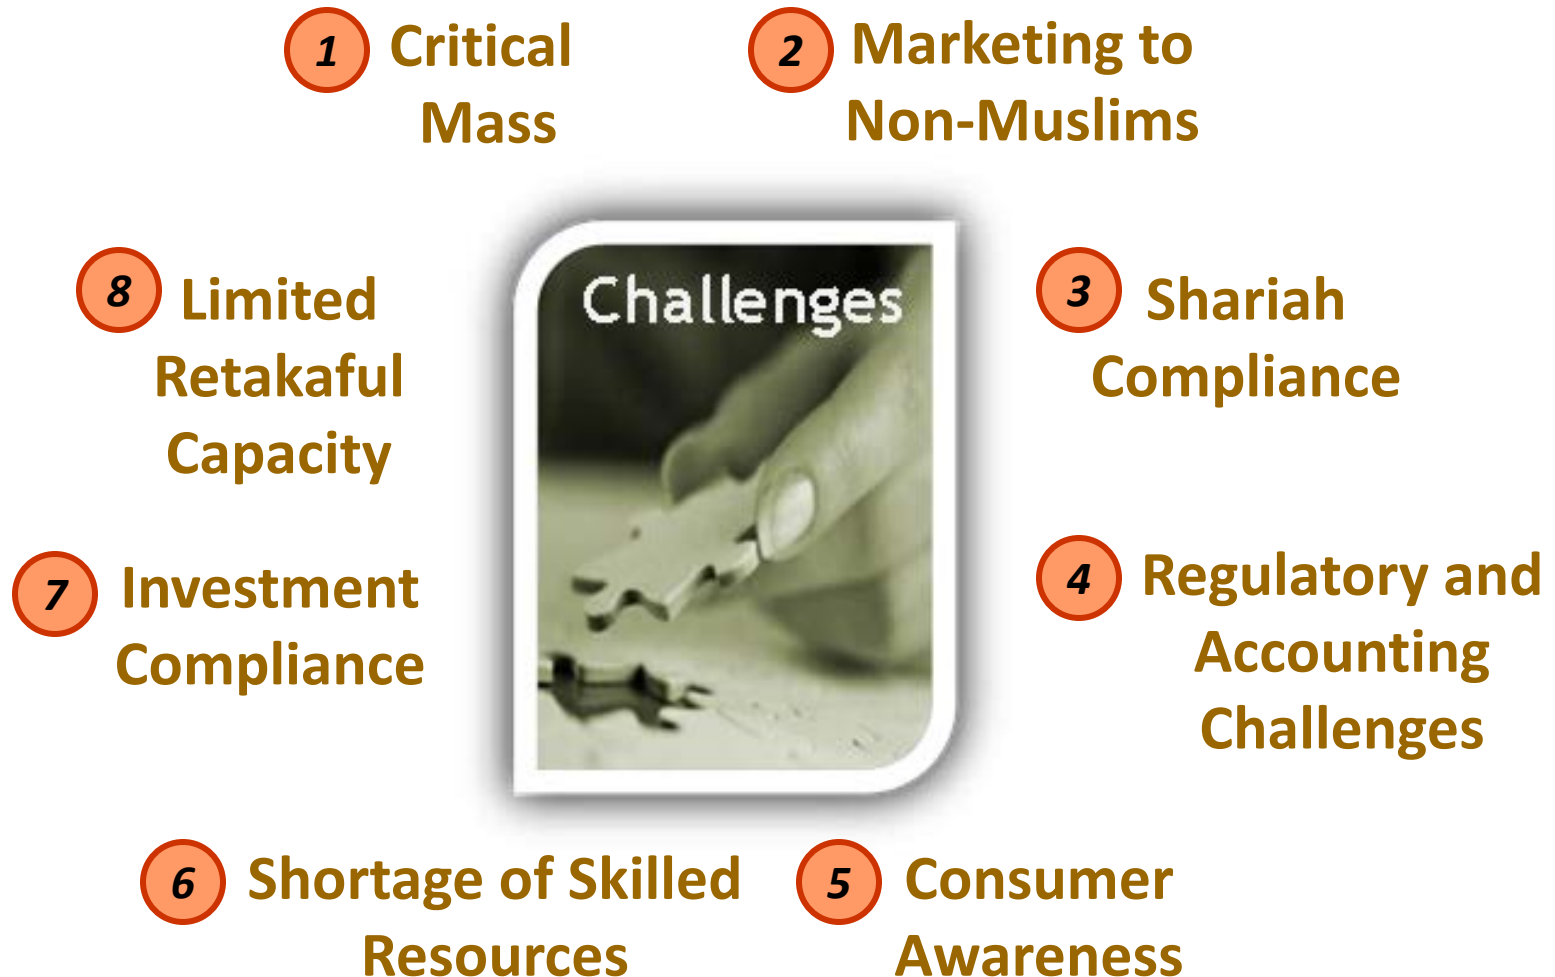 1 Critical
Mass
2 Marketing to
Non-Muslims
Challenges
3 Shariah
Compliance
4 Regulatory and
Accounting
Challenges
5 Consumer
Awareness
6 Shortage of Skilled
Resources
7 Investment
Compliance
8 Limited
Retakaful
Capacity